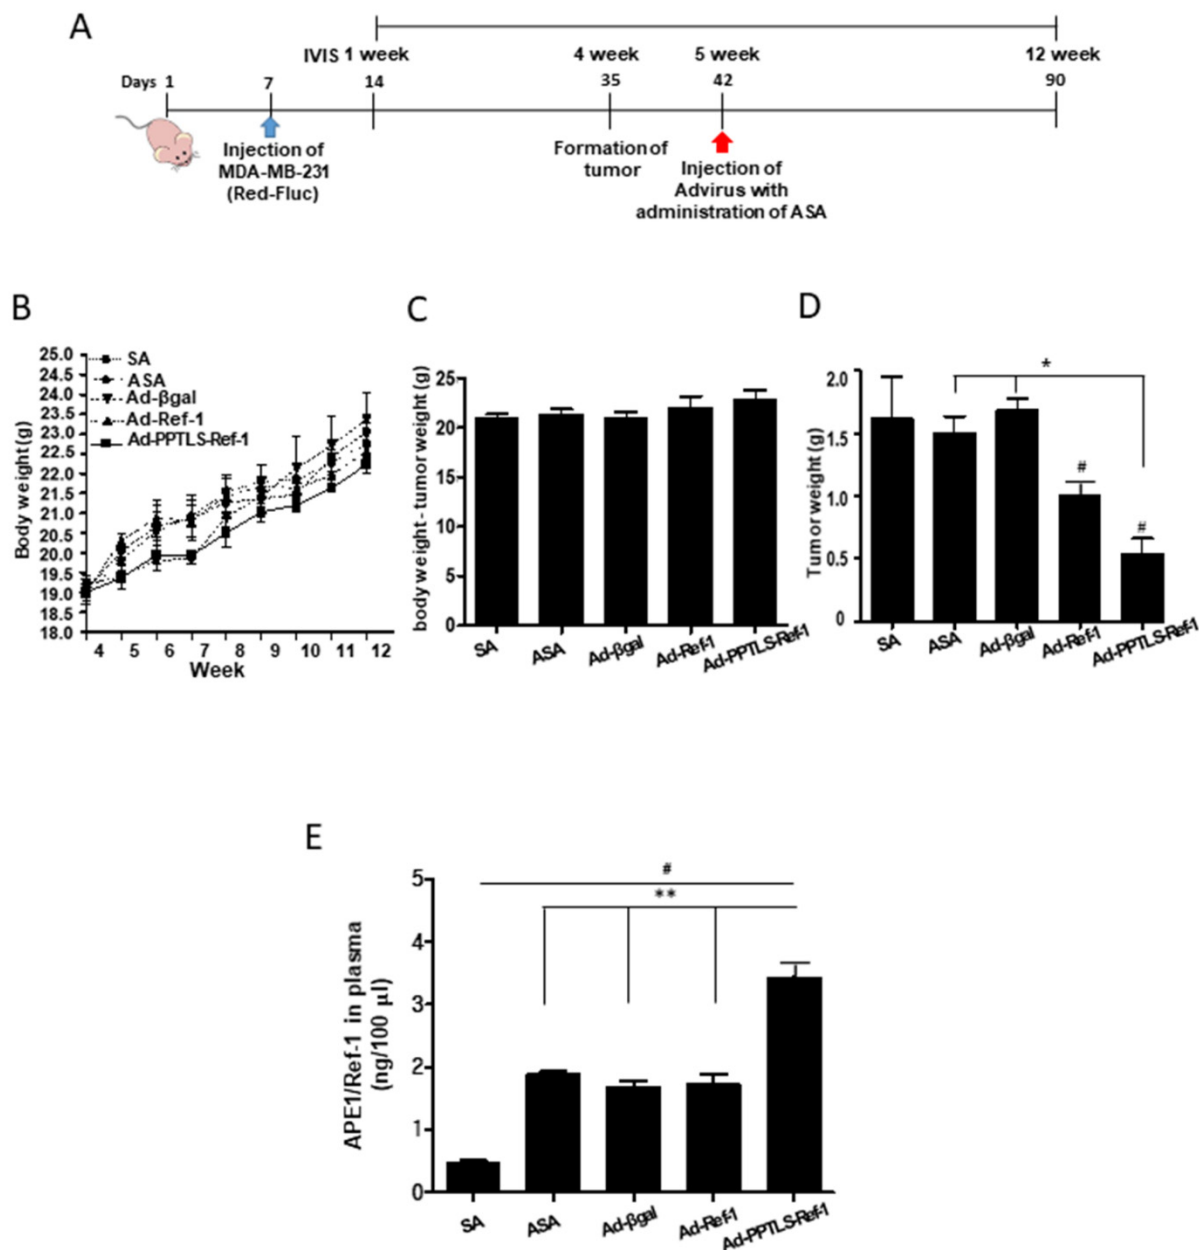 A
IVIS 1 week 4 week 5 week 12 week
Days 1 7 14 35 42 90
Injection of
MDA-MB-231
(Red-Fluc)
Formation of
tumor
Injection of
Advirus with
administration of ASA
B
25.0
24.5
24.0
23.5
23.0
22.5
22.0
21.5
21.0
20.5
20.0
19.5
19.0
18.5
18.0
Body weight (g)
SA
ASA
Ad-βgal
Ad-Ref-1
Ad-PPTLS-Ref-1
4 5 6 7 8 9 10 11 12
Week
C
body weight - tumor weight (g)
25
20
15
10
5
0
SA ASA Ad-βgal Ad-Ref-1 Ad-PPTLS-Ref-1
D
Tumor weight (g)
2.0
1.5
1.0
0.5
0
*
#
#
SA ASA Ad-βgal Ad-Ref-1 Ad-PPTLS-Ref-1
E
APE1/Ref-1 in plasma
(ng/100 µl)
5
4
3
2
1
0
#
**
SA ASA Ad-βgal Ad-Ref-1 Ad-PPTLS-Ref-1